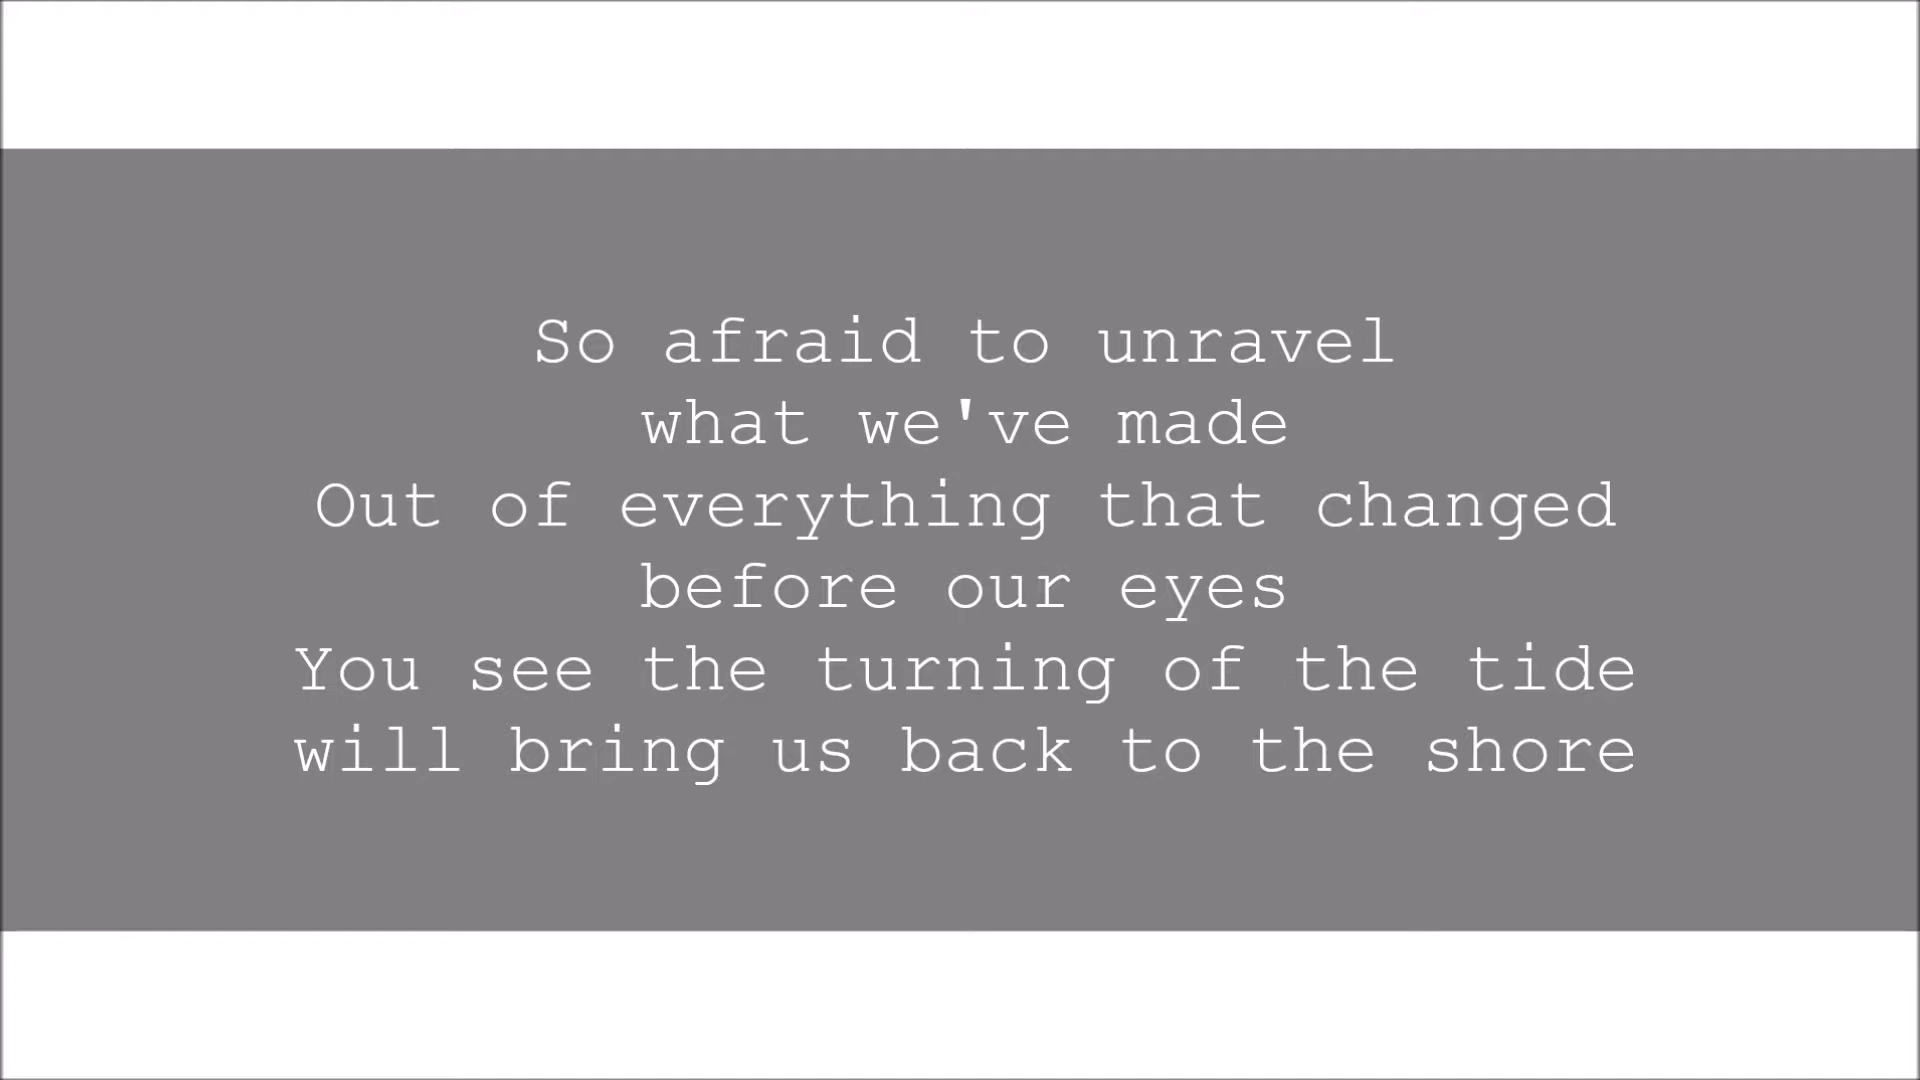 So afraid to unravel
what we've made
Out of everything that changed
before our eyes
You see the turning of the tide
will bring us back to the shore